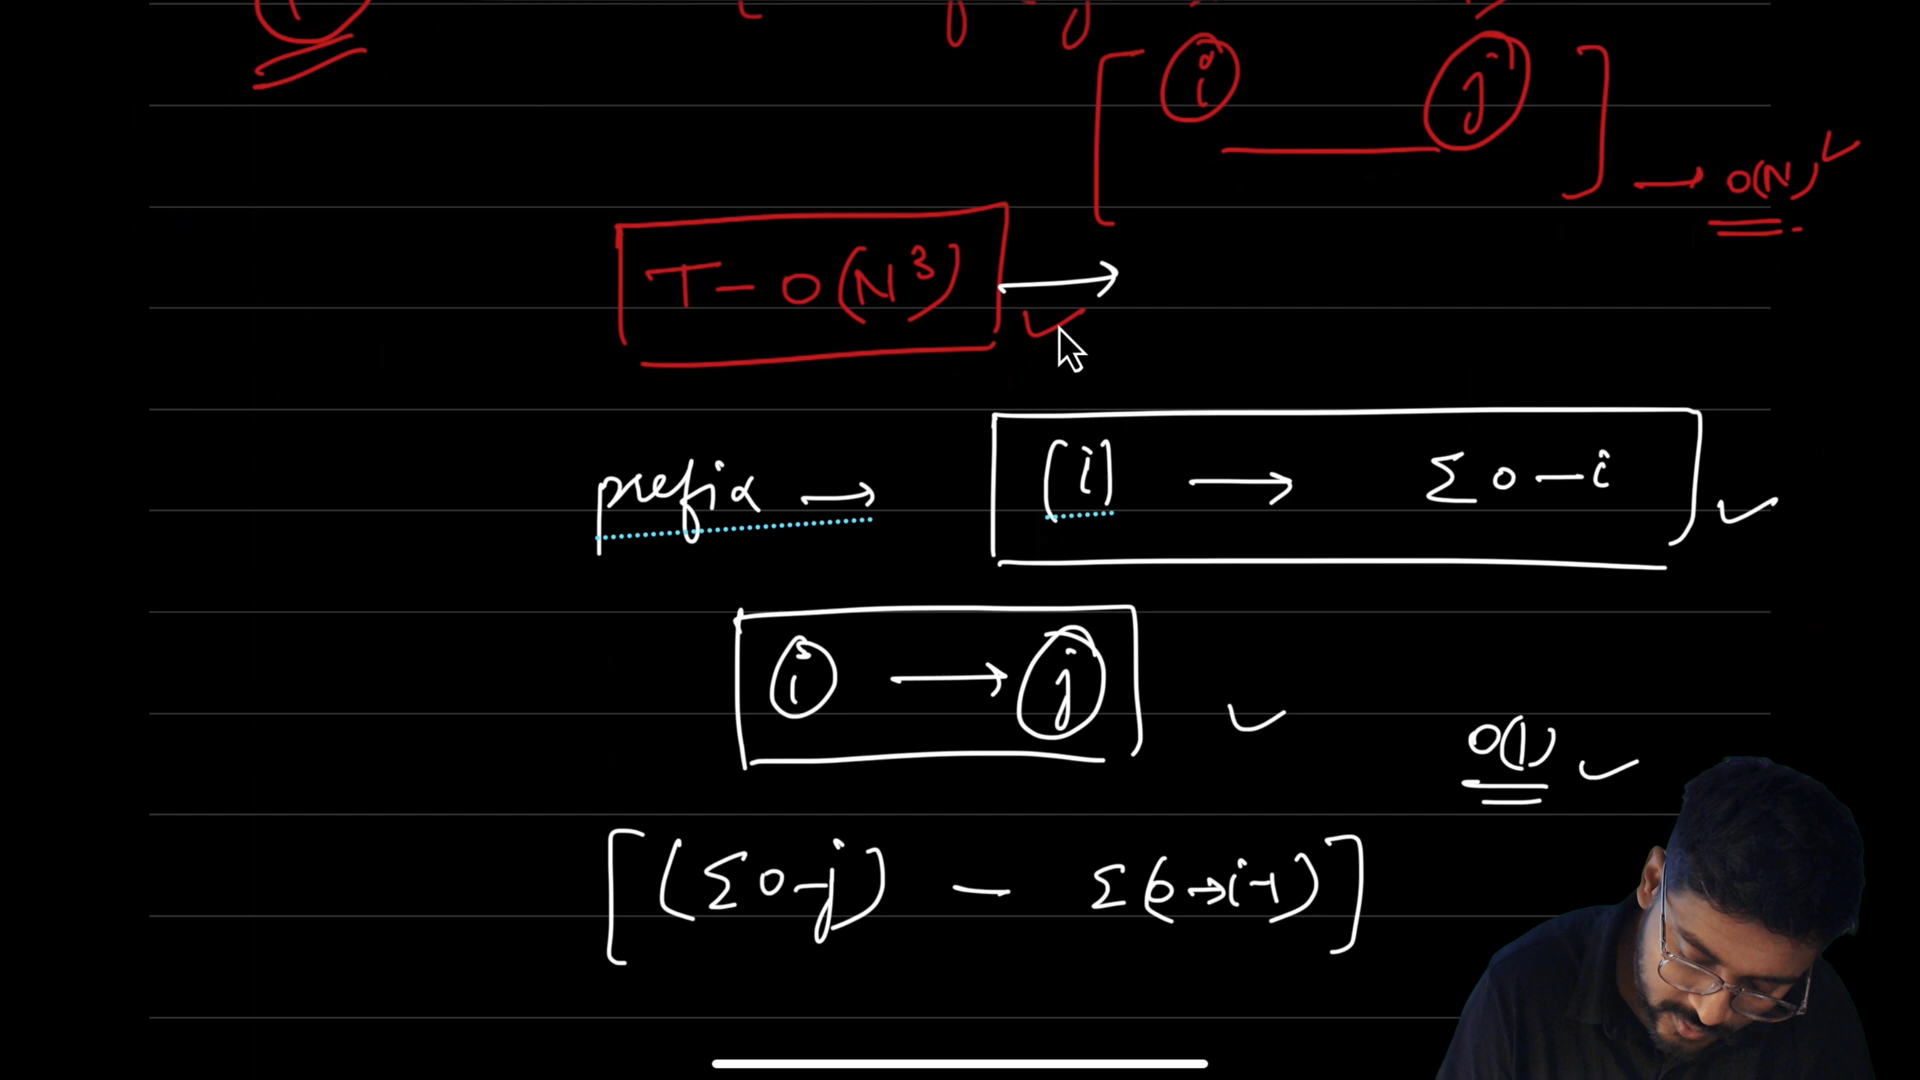 [ i j ] → O(N)
T - O(N³) →
prefix → [i] → Σ 0 - i
i → j
O(1)
[(Σ 0-j) - Σ(0→i-1)]